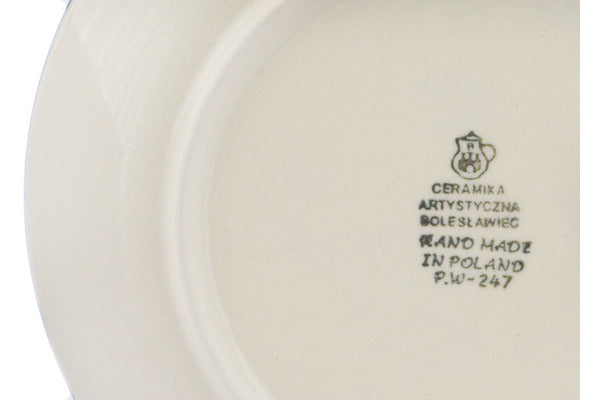 CERAMIKA
ARTYSTYCZNA
BOLESŁAWIEC
HAND MADE
IN POLAND
P.W-247